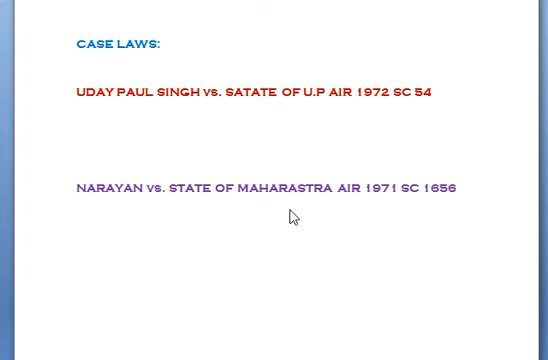 CASE LAWS:
UDAY PAUL SINGH vs. SATATE OF U.P AIR 1972 SC 54
NARAYAN vs. STATE OF MAHARASTRA AIR 1971 SC 1656